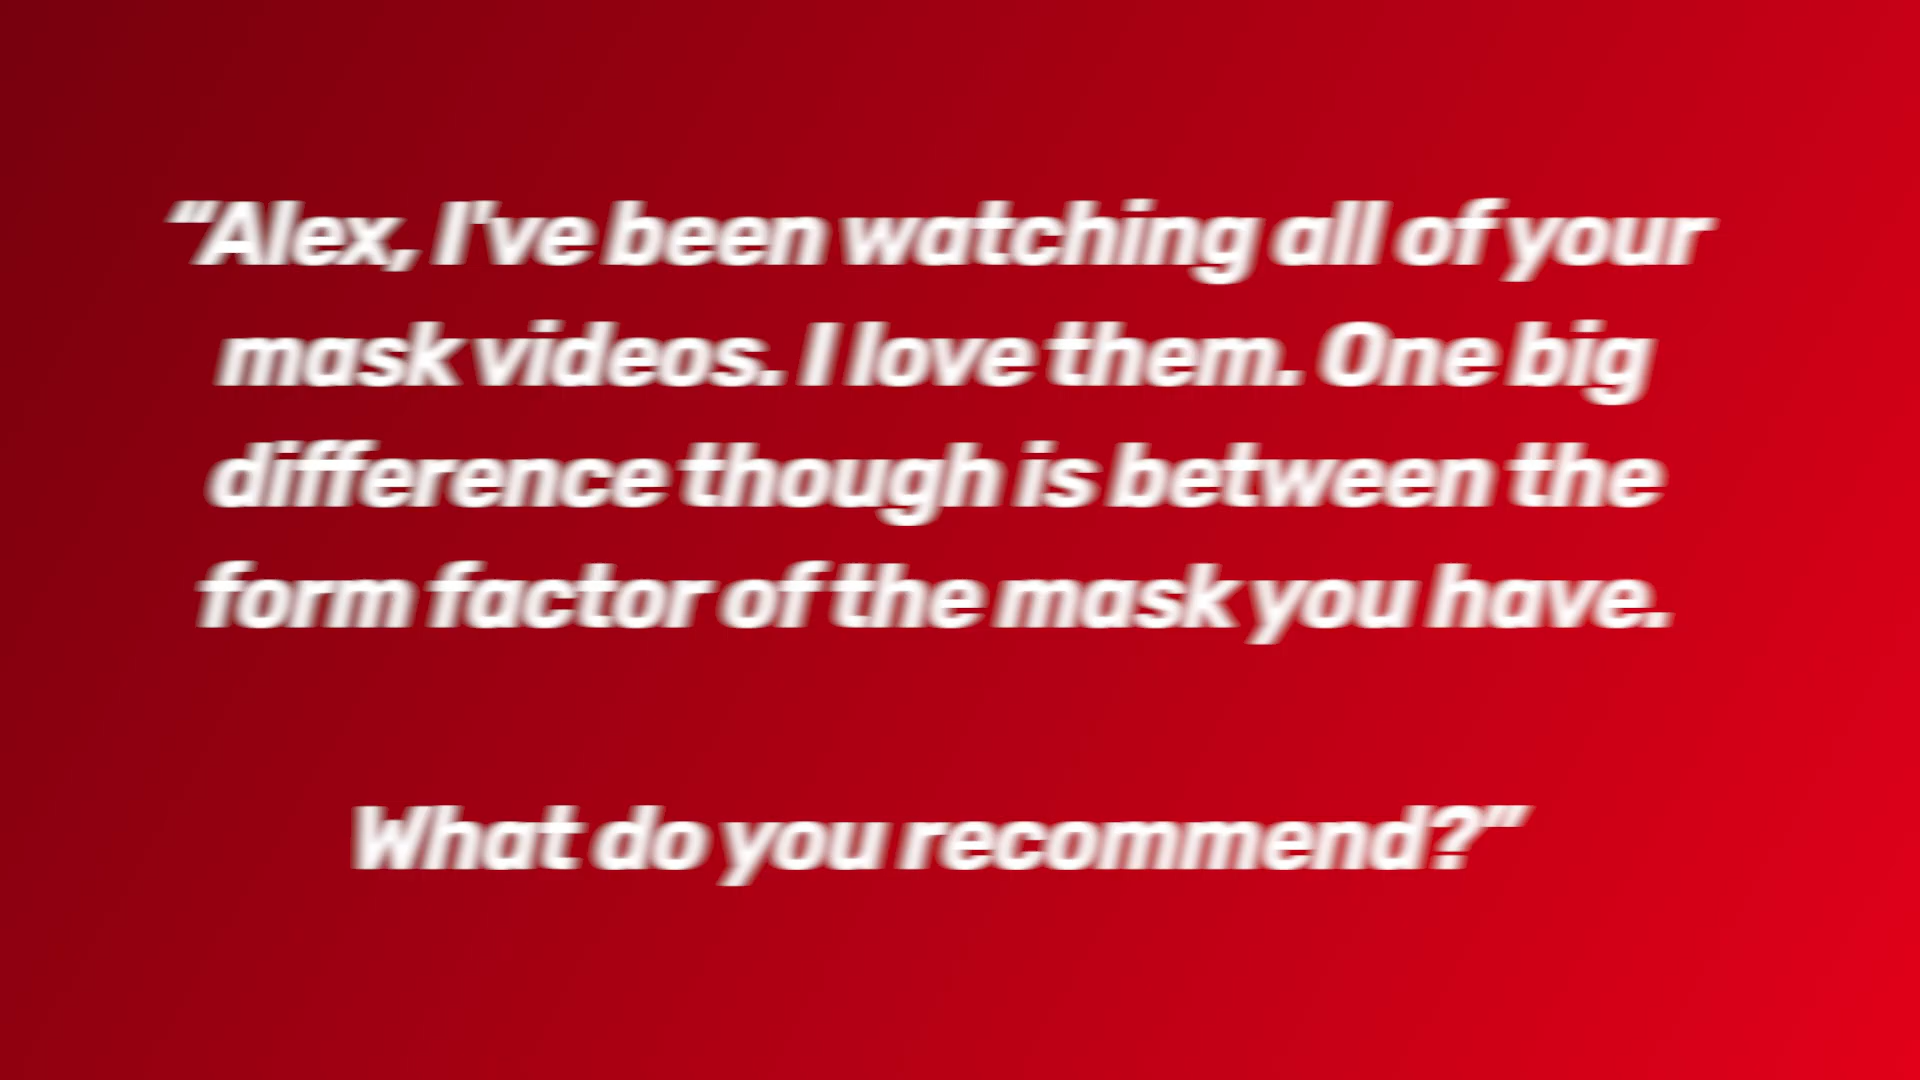 “Alex, I've been watching all of your
mask videos. I love them. One big
difference though is between the
form factor of the mask you have.
What do you recommend?”